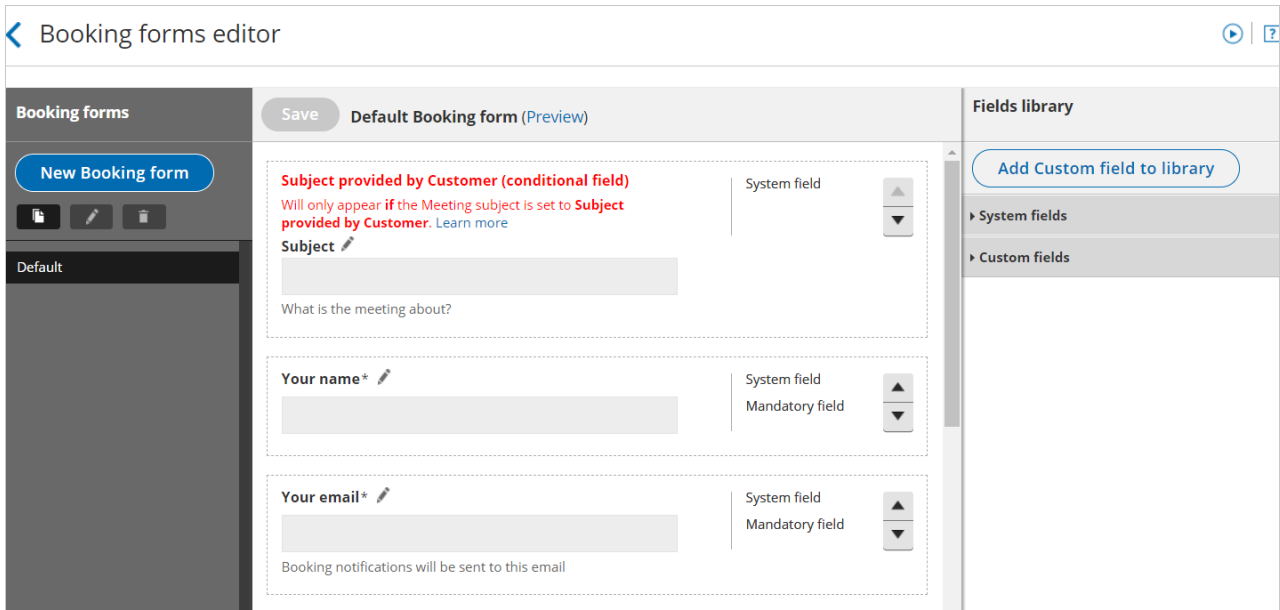 Booking forms editor
?
Booking forms
New Booking form
Default
Save
Default Booking form (Preview)
Subject provided by Customer (conditional field)
Will only appear if the Meeting subject is set to Subject
provided by Customer. Learn more
Subject
What is the meeting about?
System field
Your name*
System field
Mandatory field
Your email*
Booking notifications will be sent to this email
System field
Mandatory field
Fields library
Add Custom field to library
System fields
Custom fields